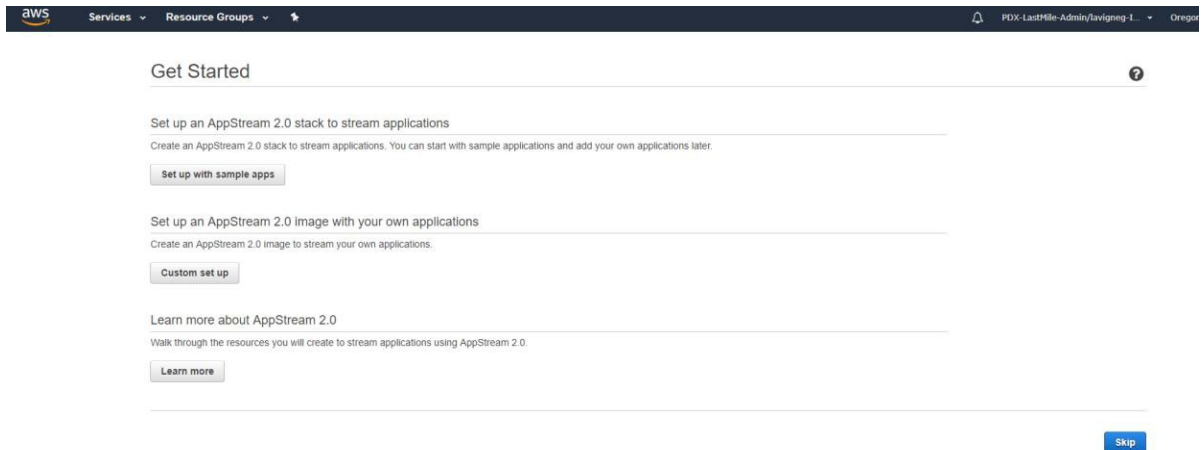 aws Services Resource Groups PDX-LastMile-Admin/lavigneg-I... Oregon
Get Started
Set up an AppStream 2.0 stack to stream applications
Create an AppStream 2.0 stack to stream applications. You can start with sample applications and add your own applications later.
Set up with sample apps
Set up an AppStream 2.0 image with your own applications
Create an AppStream 2.0 image to stream your own applications.
Custom set up
Learn more about AppStream 2.0
Walk through the resources you will create to stream applications using AppStream 2.0.
Learn more
Skip